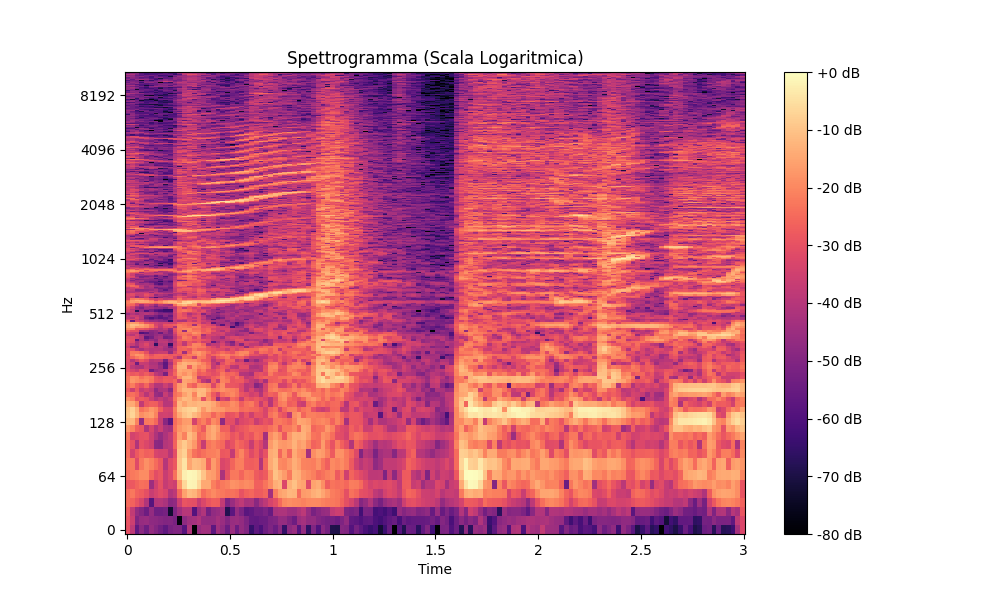 Spettrogramma (Scala Logaritmica)
8192
4096
2048
1024
512
256
128
64
0
Hz
0
0.5
1
1.5
2
2.5
3
Time
+0 dB
-10 dB
-20 dB
-30 dB
-40 dB
-50 dB
-60 dB
-70 dB
-80 dB